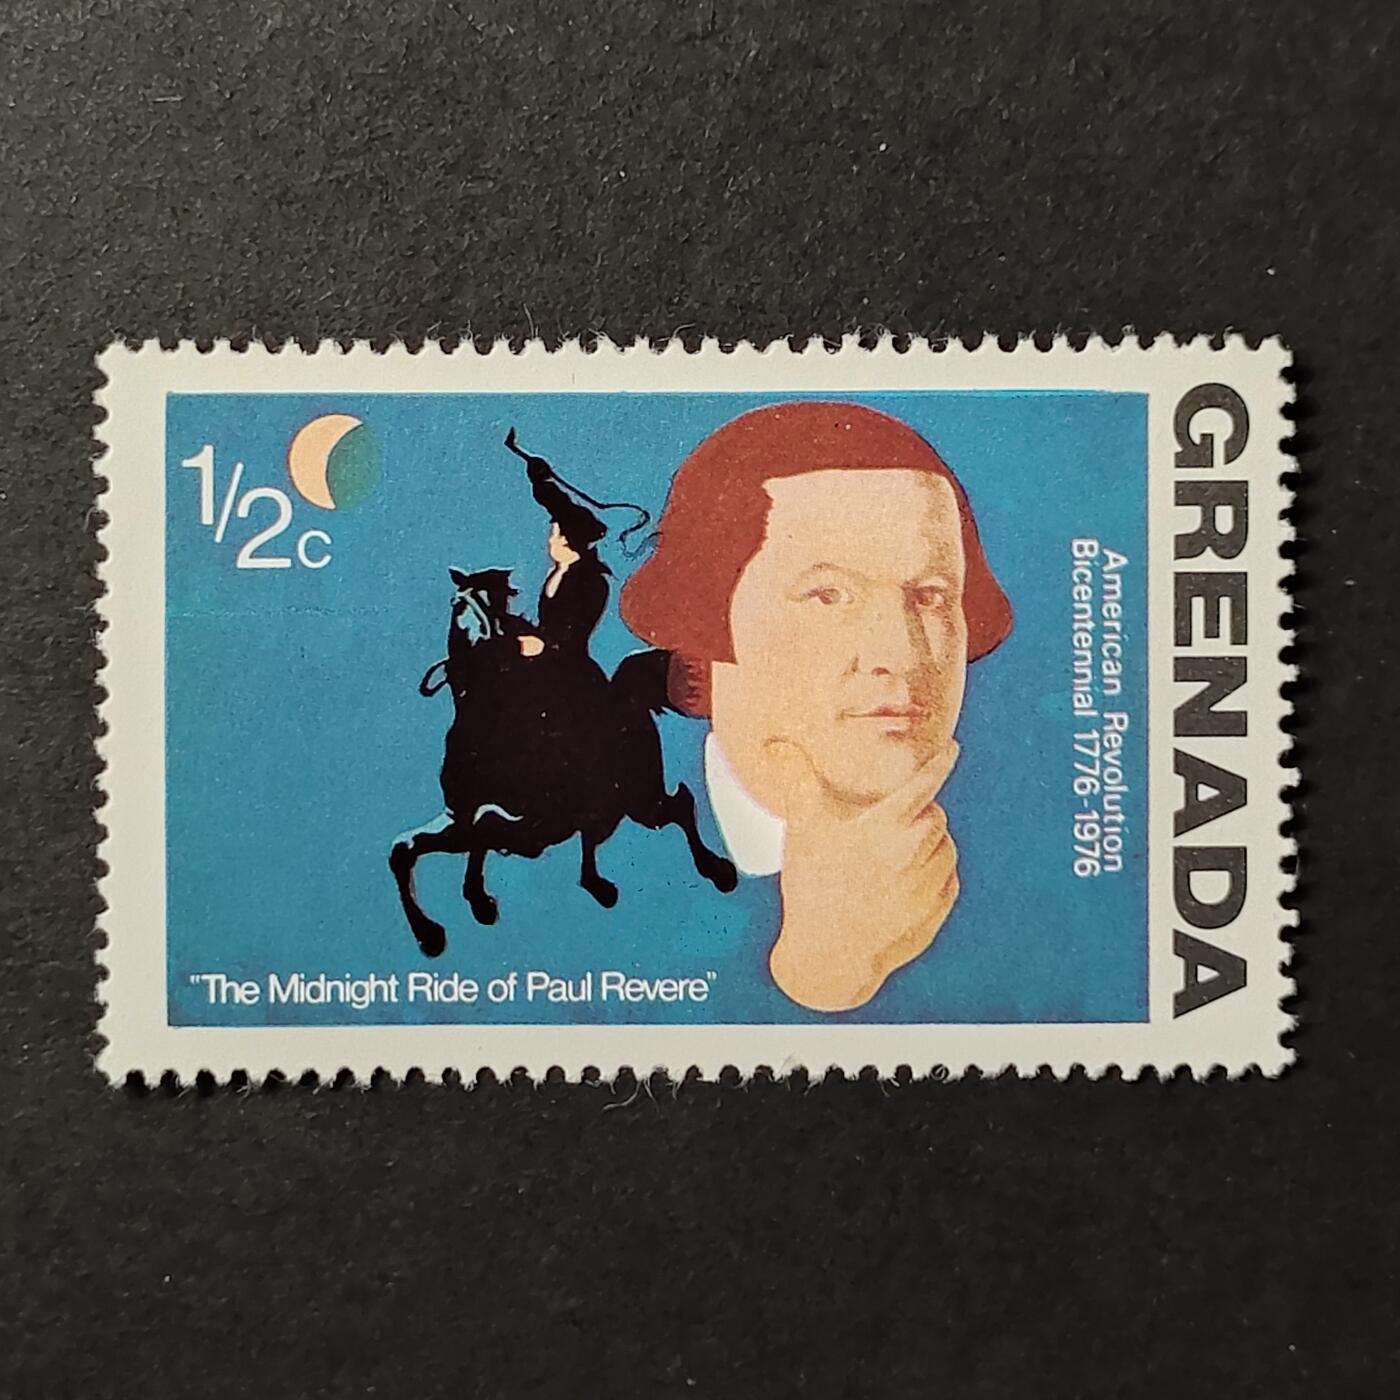 1/2c
"The Midnight Ride of Paul Revere"
American Revolution
Bicentennial 1776-1976
GRENADA